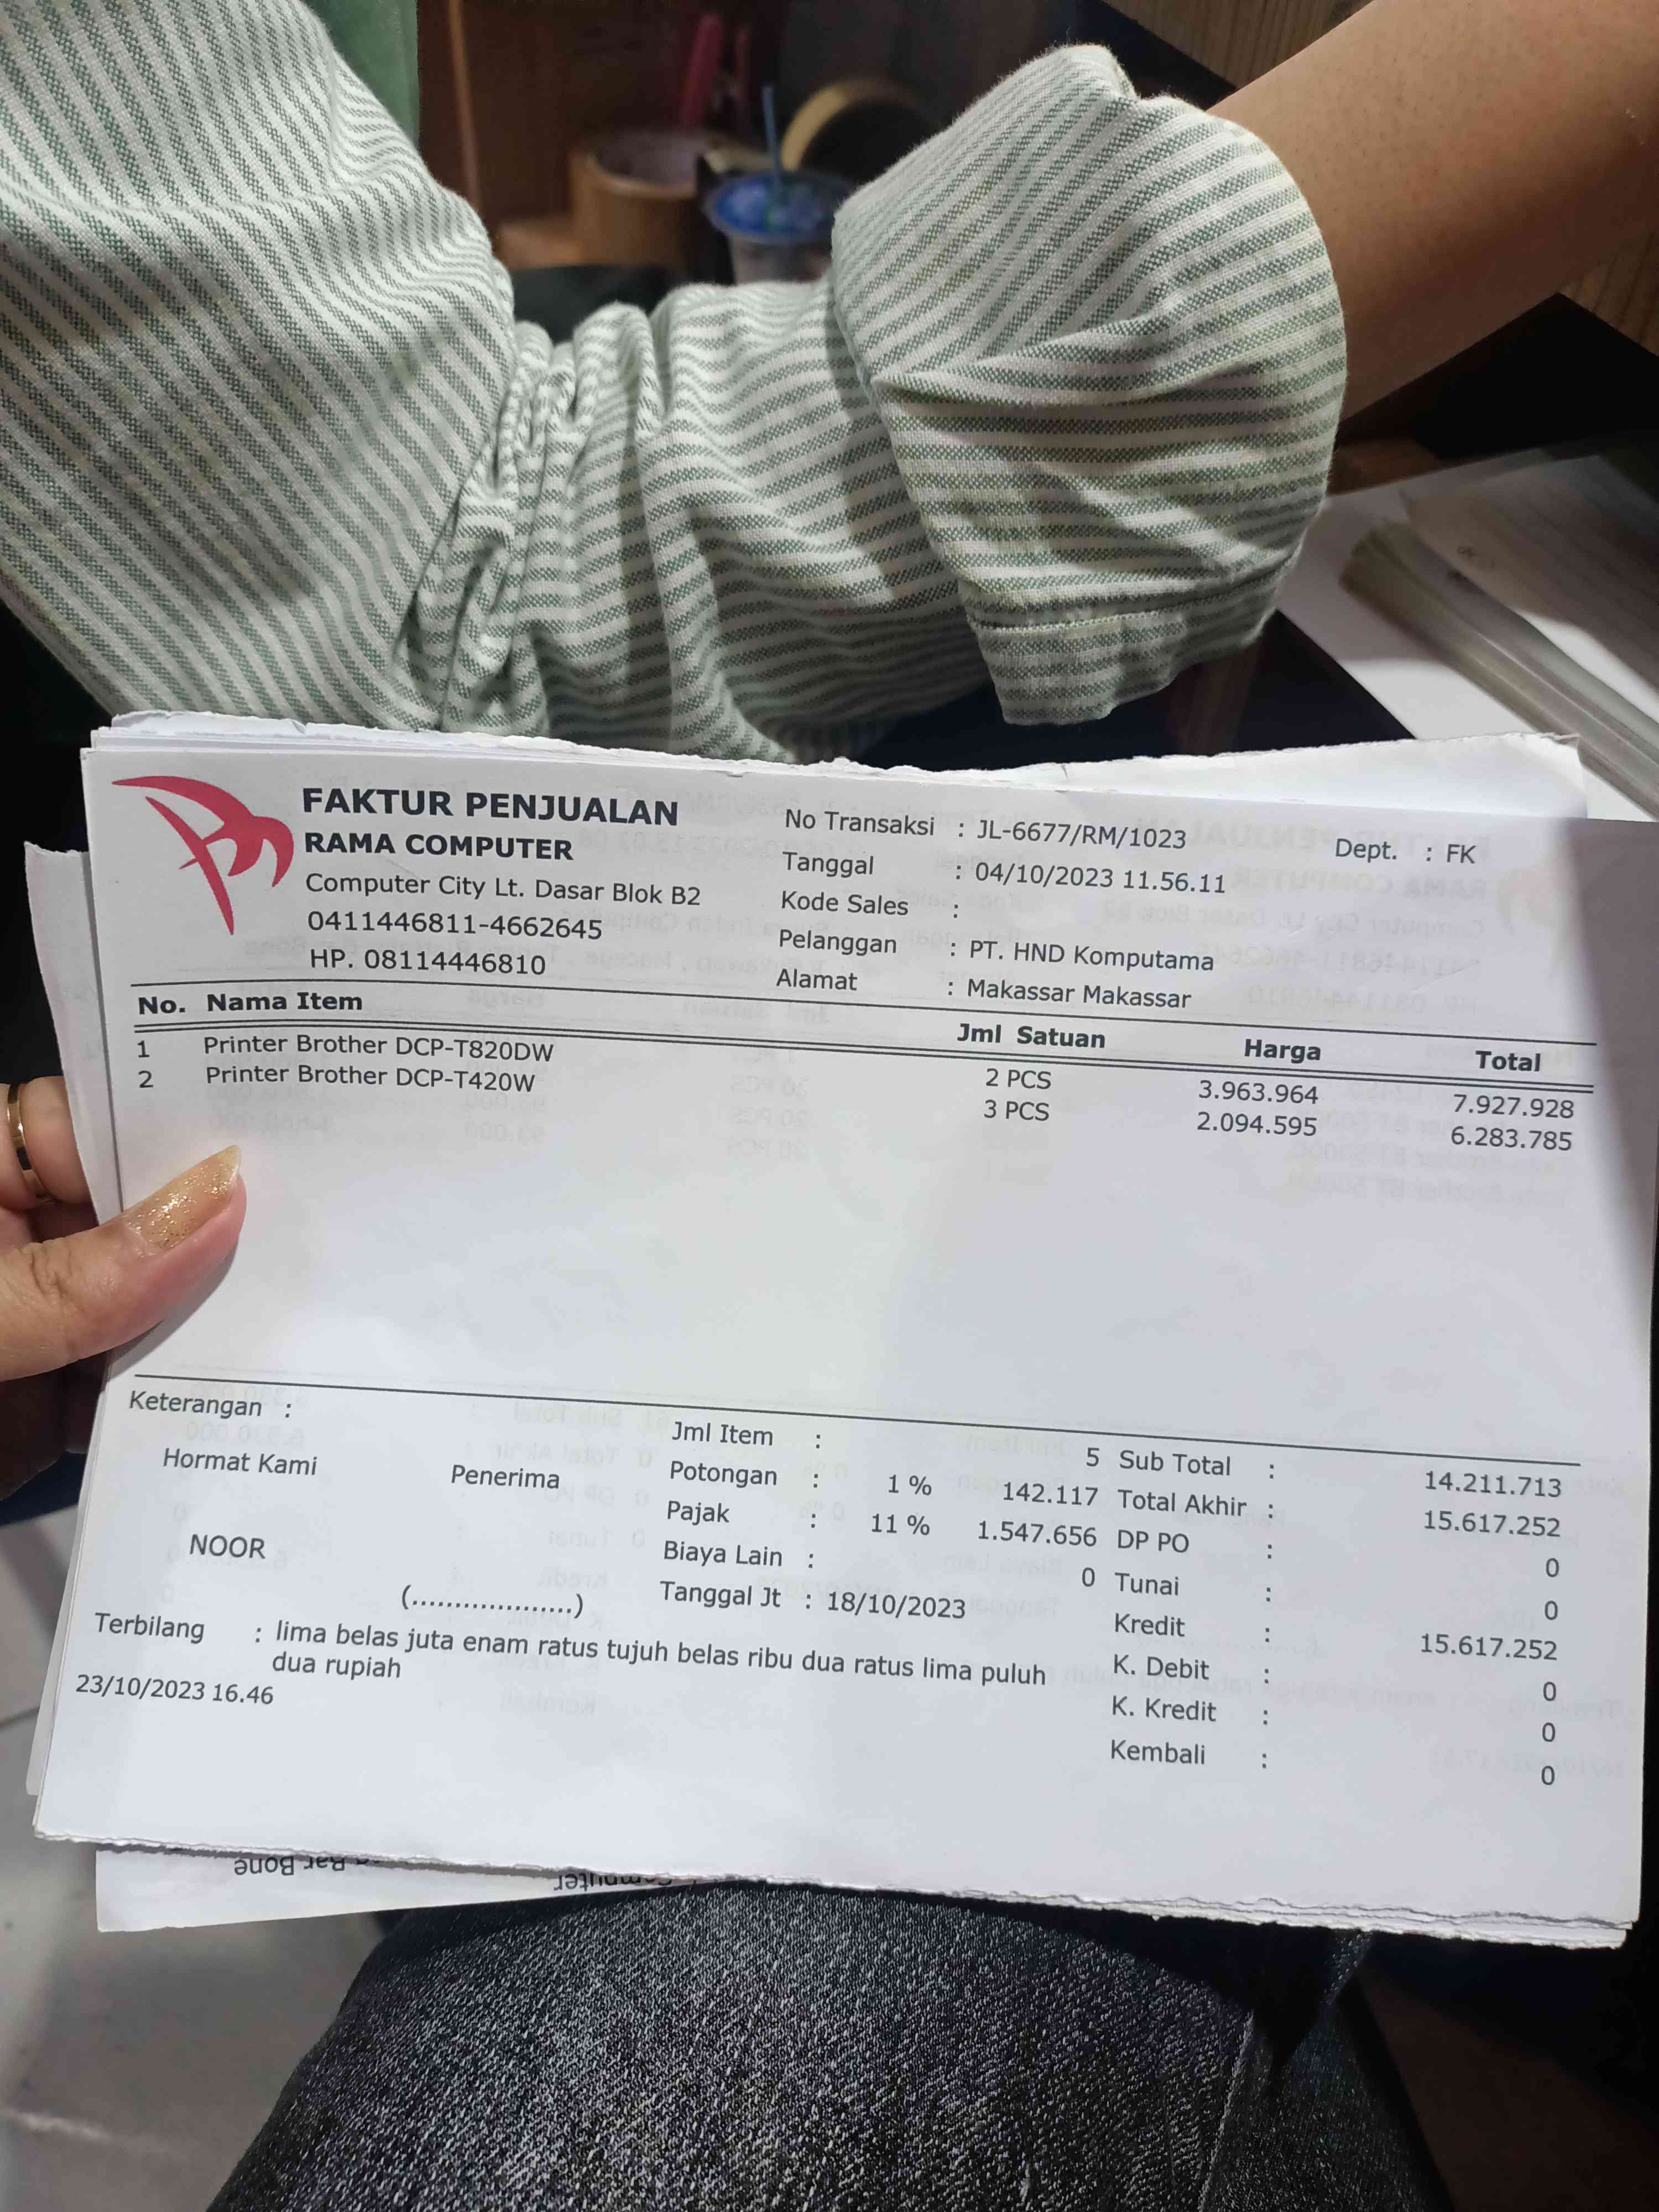 FAKTUR PENJUALAN
RAMA COMPUTER
Computer City Lt. Dasar Blok B2
0411446811-4662645
HP. 08114446810
No Transaksi : JL-6677/RM/1023
Dept. : FK
Tanggal : 04/10/2023 11.56.11
Kode Sales :
Pelanggan : PT. HND Komputama
Alamat : Makassar Makassar
No. Nama Item Jml Satuan Harga Total
1 Printer Brother DCP-T820DW 2 PCS 3.963.964 7.927.928
2 Printer Brother DCP-T420W 3 PCS 2.094.595 6.283.785
Keterangan :
Hormat Kami
Penerima
NOOR
(...................)
Jml Item : 5
Potongan : 1 % 142.117
Pajak : 11 % 1.547.656
Biaya Lain : 0
Tanggal Jt : 18/10/2023
Sub Total : 14.211.713
Total Akhir : 15.617.252
DP PO : 0
Tunai : 0
Kredit : 15.617.252
K. Debit : 0
K. Kredit : 0
Kembali : 0
Terbilang : lima belas juta enam ratus tujuh belas ribu dua ratus lima puluh
dua rupiah
23/10/2023 16.46
Bar Bone